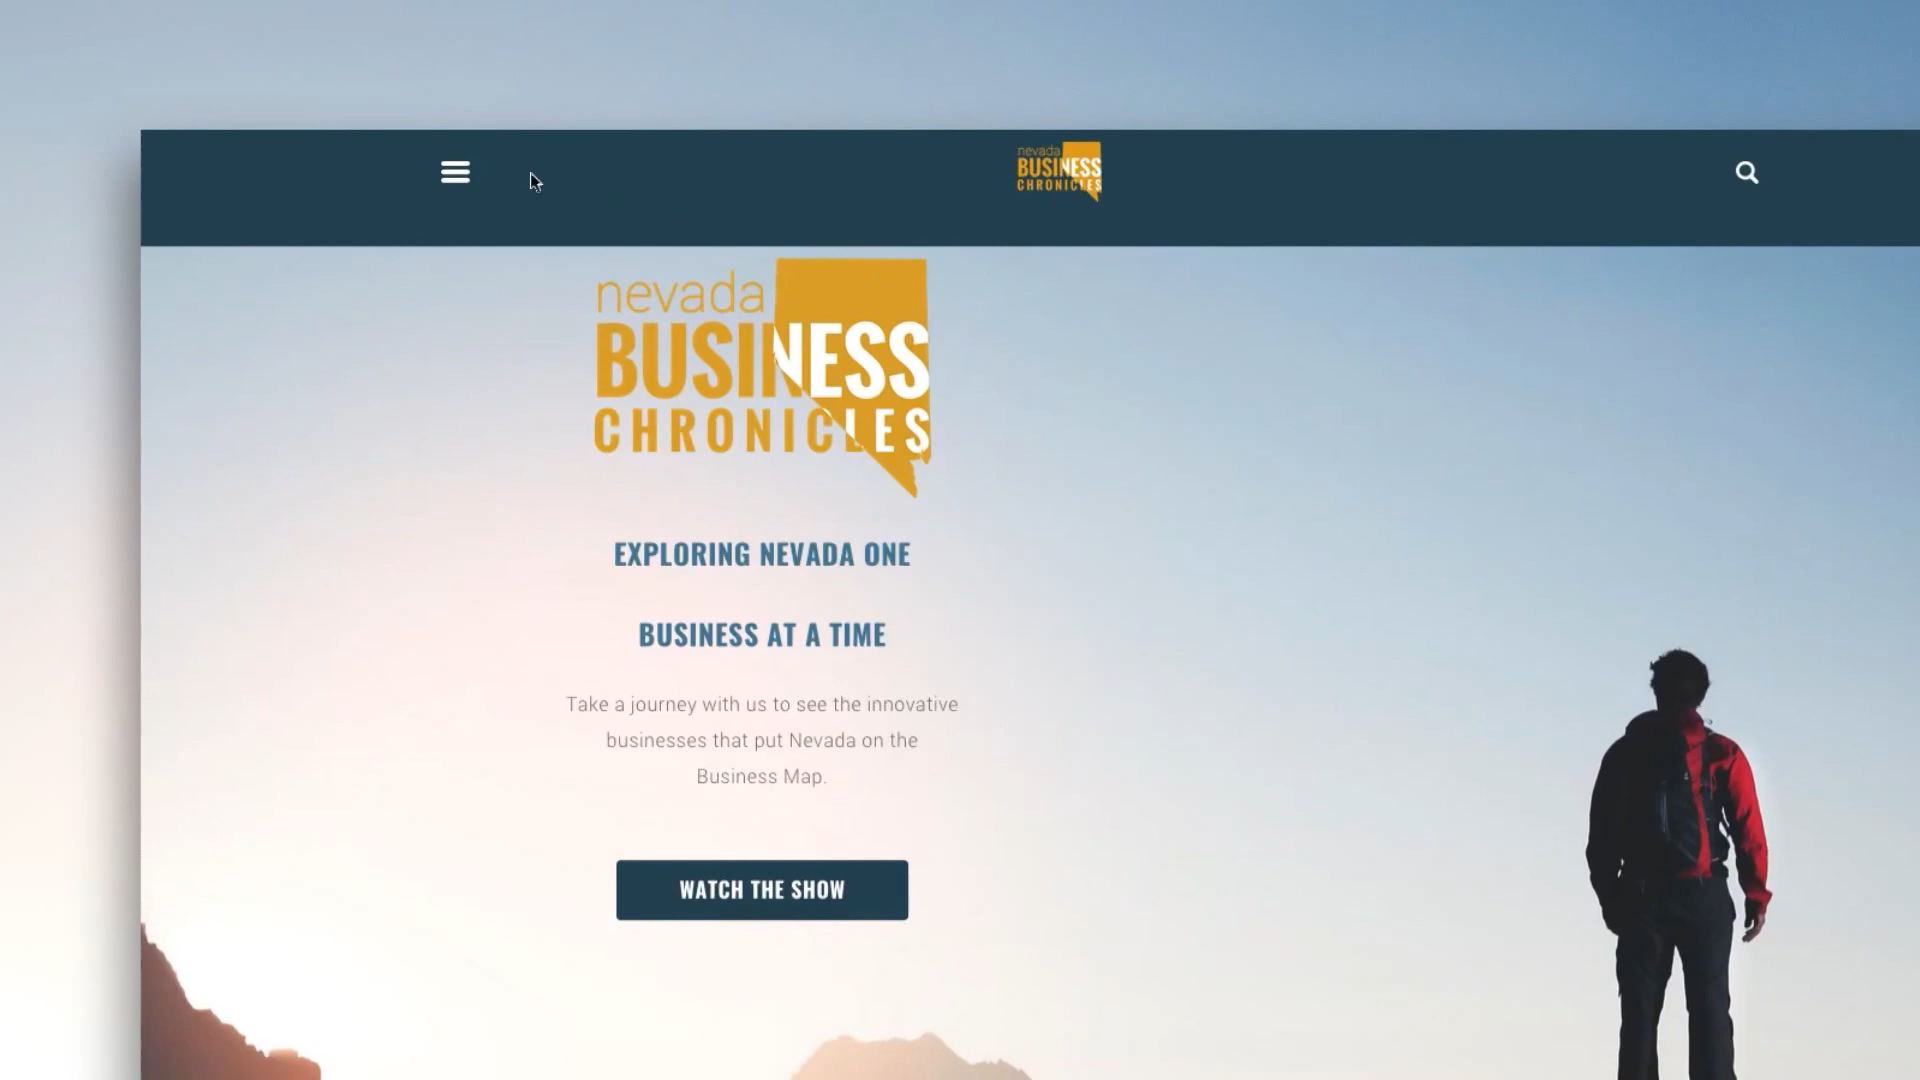 nevada
BUSINESS
CHRONICLES
nevada
BUSINESS
CHRONICLES
EXPLORING NEVADA ONE
BUSINESS AT A TIME
Take a journey with us to see the innovative
businesses that put Nevada on the
Business Map.
WATCH THE SHOW